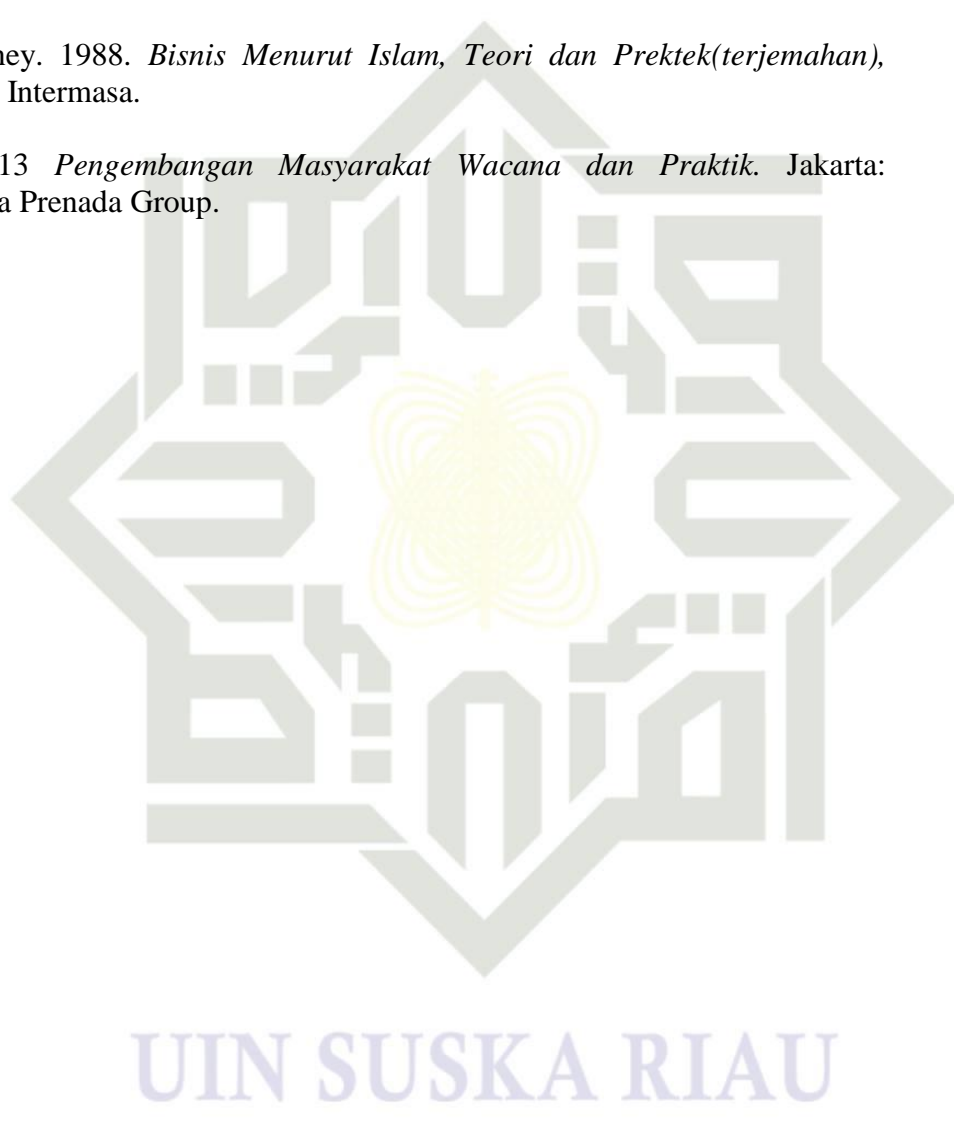 ney. 1988. Bisnis Menurut Islam, Teori dan Prektek(terjemahan),
Intermasa.
13 Pengembangan Masyarakat Wacana dan Praktik. Jakarta:
a Prenada Group.
UIN SUSKA RIAU